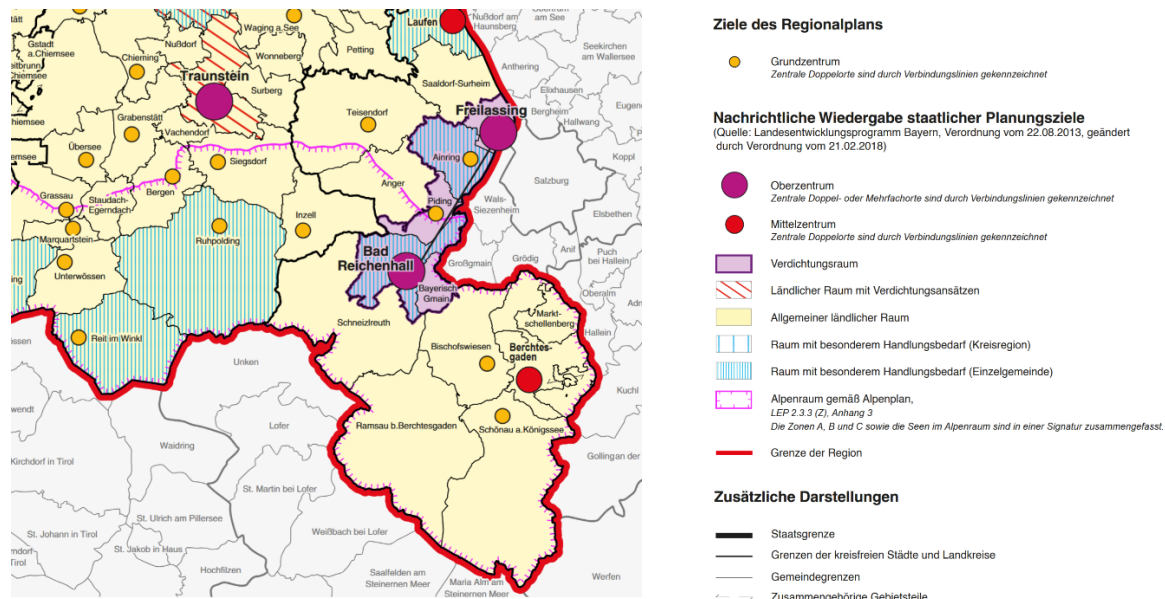 Nußdorf am
Haunsberg
am See
Laufen
Waging a.See
Gstadt
a.Chiemsee
Nußdorf
Petting
Seekirchen
am Wallersee
Chieming
Wonneberg
Anthering
Traunstein
Saaldorf-Surheim
Surberg
Elixhausen
Freilassing
Bergheim
Teisendorf
Hallwang
Grabenstätt
Vachendorf
Übersee
Siegsdorf
Ainring
Koppl
Bergen
Anger
Salzburg
Grassau
Staudach-
Egerndach
Piding
Wals-
Siezenheim
Elsbethen
Inzell
Marquartstein
Ruhpolding
Bad
Reichenhall
Anif
Puch
bei Hallein
Großgmain
Grödig
Unterwössen
Bayerisch
Gmain
Oberalm
Markt-
schellenberg
Schneizlreuth
Hallein
Reit im Winkl
Bischofswiesen
Berchtes-
gaden
Unken
Kuchl
Lofer
Ramsau b.Berchtesgaden
Schönau a.Königssee
Waidring
Kirchdorf in Tirol
Gollingan der
St. Martin bei Lofer
St. Ulrich am Pillersee
Weißbach bei Lofer
St. Johann in Tirol
St. Jakob in Haus
Hochfilzen
Saalfelden am
Steinernen Meer
Maria Alm am
Steinernen Meer
Werfen
Ziele des Regionalplans
Grundzentrum
Zentrale Doppelorte sind durch Verbindungslinien gekennzeichnet
Nachrichtliche Wiedergabe staatlicher Planungsziele
(Quelle: Landesentwicklungsprogramm Bayern, Verordnung vom 22.08.2013, geändert
durch Verordnung vom 21.02.2018)
Oberzentrum
Zentrale Doppel- oder Mehrfachorte sind durch Verbindungslinien gekennzeichnet
Mittelzentrum
Zentrale Doppelorte sind durch Verbindungslinien gekennzeichnet
Verdichtungsraum
Ländlicher Raum mit Verdichtungsansätzen
Allgemeiner ländlicher Raum
Raum mit besonderem Handlungsbedarf (Kreisregion)
Raum mit besonderem Handlungsbedarf (Einzelgemeinde)
Alpenraum gemäß Alpenplan,
LEP 2.3.3 (Z), Anhang 3
Die Zonen A, B und C sowie die Seen im Alpenraum sind in einer Signatur zusammengefasst.
Grenze der Region
Zusätzliche Darstellungen
Staatsgrenze
Grenzen der kreisfreien Städte und Landkreise
Gemeindegrenzen
Zusammengehörige Gebietsteile